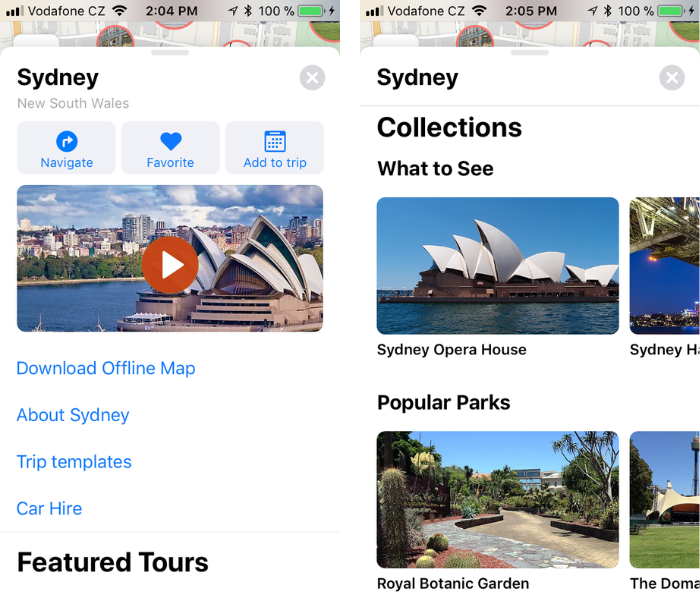 Vodafone CZ 2:04 PM 100 %
Sydney
New South Wales
Navigate Favorite Add to trip
Download Offline Map
About Sydney
Trip templates
Car Hire
Featured Tours
Vodafone CZ 2:05 PM 100 %
Sydney
Collections
What to See
Sydney Opera House Sydney Ha
Popular Parks
Royal Botanic Garden The Doma